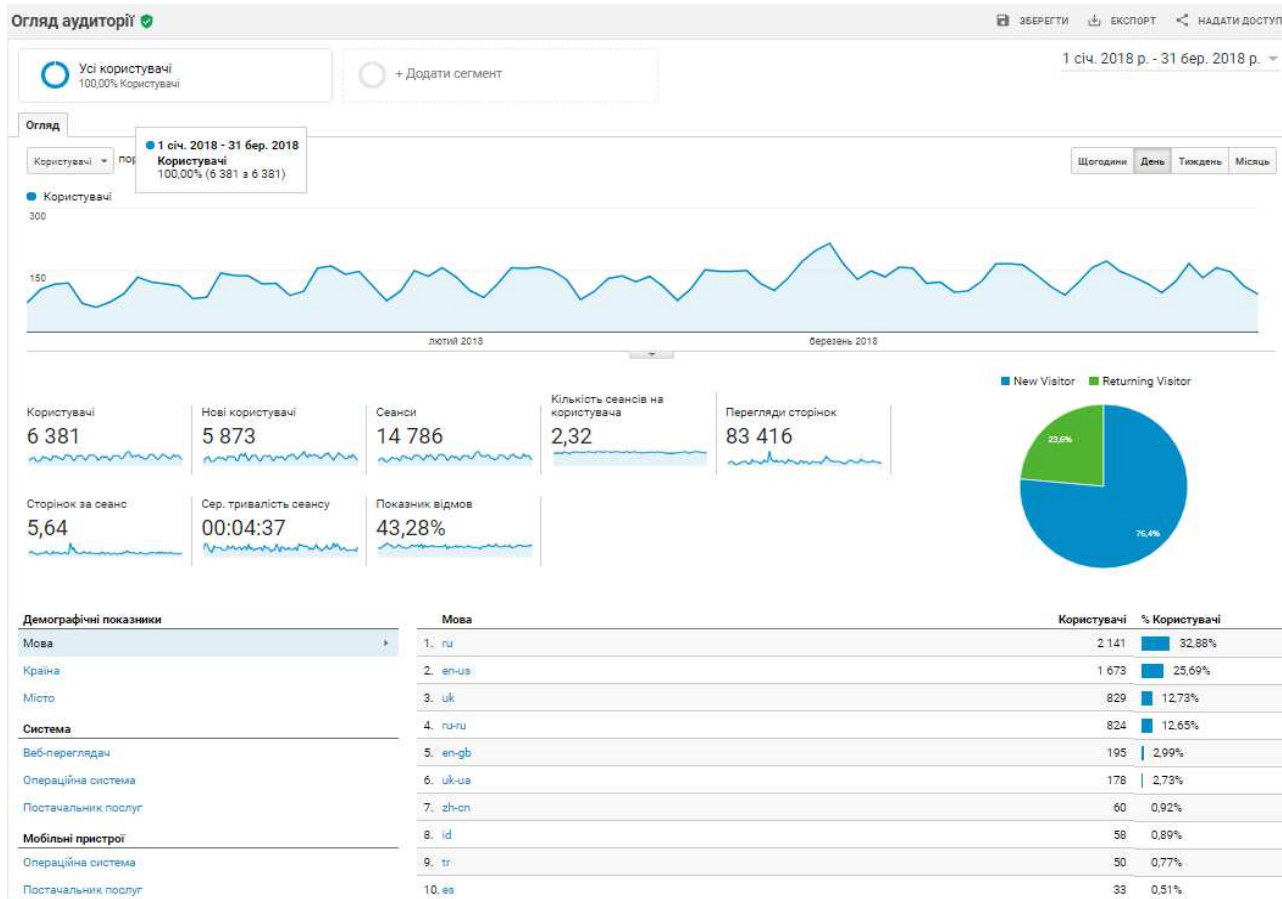 Огляд аудиторії
ЗБЕРЕГТИ ЕКСПОРТ НАДАТИ ДОСТУП
Усі користувачі
100,00% Користувачі
+ Додати сегмент
1 січ. 2018 р. - 31 бер. 2018 р.
Огляд
Користувачі
1 січ. 2018 - 31 бер. 2018
Користувачі
100,00% (6 381 з 6 381)
Щогодини День Тиждень Місяць
Користувачі
300
150
лютий 2018 березень 2018
New Visitor Returning Visitor
23,6%
76,4%
Користувачі
6 381
Нові користувачі
5 873
Сеанси
14 786
Кількість сеансів на
користувача
2,32
Перегляди сторінок
83 416
Сторінок за сеанс
5,64
Сер. тривалість сеансу
00:04:37
Показник відмов
43,28%
Демографічні показники
Мова
Країна
Місто
Система
Веб-переглядач
Операційна система
Постачальник послуг
Мобільні пристрої
Операційна система
Постачальник послуг
Мова Користувачі % Користувачі
1. ru 2 141 32,88%
2. en-us 1 673 25,69%
3. uk 829 12,73%
4. ru-ru 824 12,65%
5. en-gb 195 2,99%
6. uk-ua 178 2,73%
7. zh-cn 60 0,92%
8. id 58 0,89%
9. tr 50 0,77%
10. es 33 0,51%